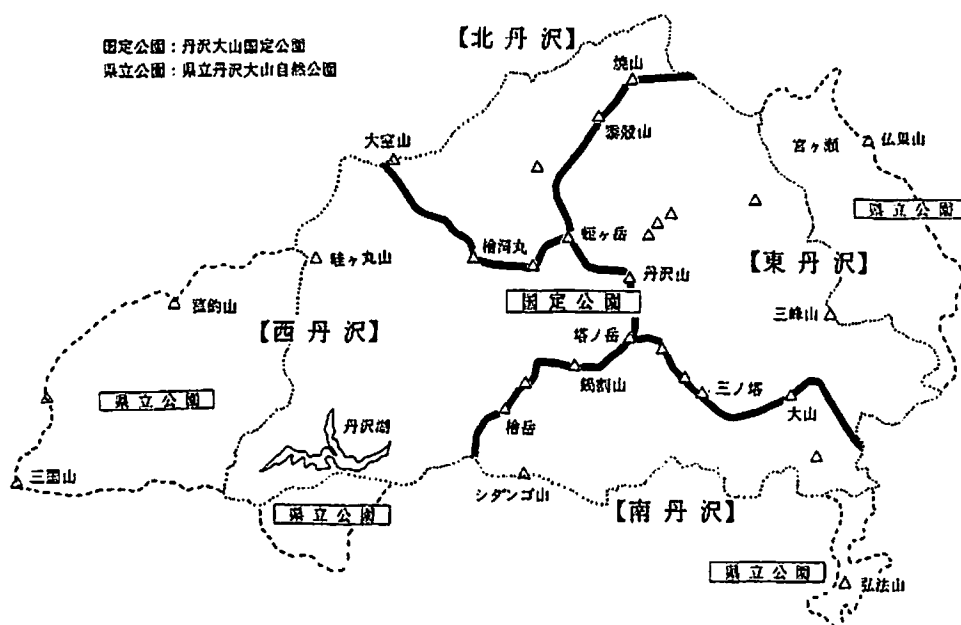 国定公園：丹沢大山国定公園
県立公園：県立丹沢大山自然公園
【北丹沢】
焼山
黍殻山
大室山
宮ヶ瀬
仏果山
県立公園
蛭ヶ岳
檜洞丸
【東丹沢】
畦ヶ丸山
丹沢山
国定公園
菰釣山
三峰山
【西丹沢】
塔ノ岳
鍋割山
三ノ塔
大山
県立公園
檜岳
丹沢湖
三国山
シダンゴ山
県立公園
【南丹沢】
県立公園
弘法山